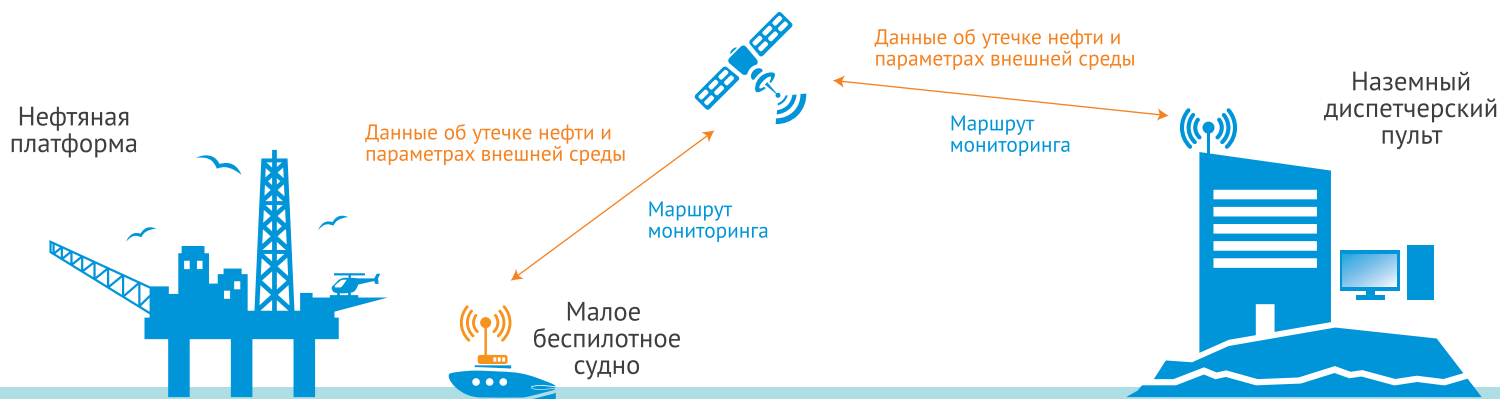 Нефтяная
платформа
Данные об утечке нефти и
параметрах внешней среды
Маршрут
мониторинга
Малое
беспилотное
судно
Данные об утечке нефти и
параметрах внешней среды
Маршрут
мониторинга
Наземный
диспетчерский
пульт